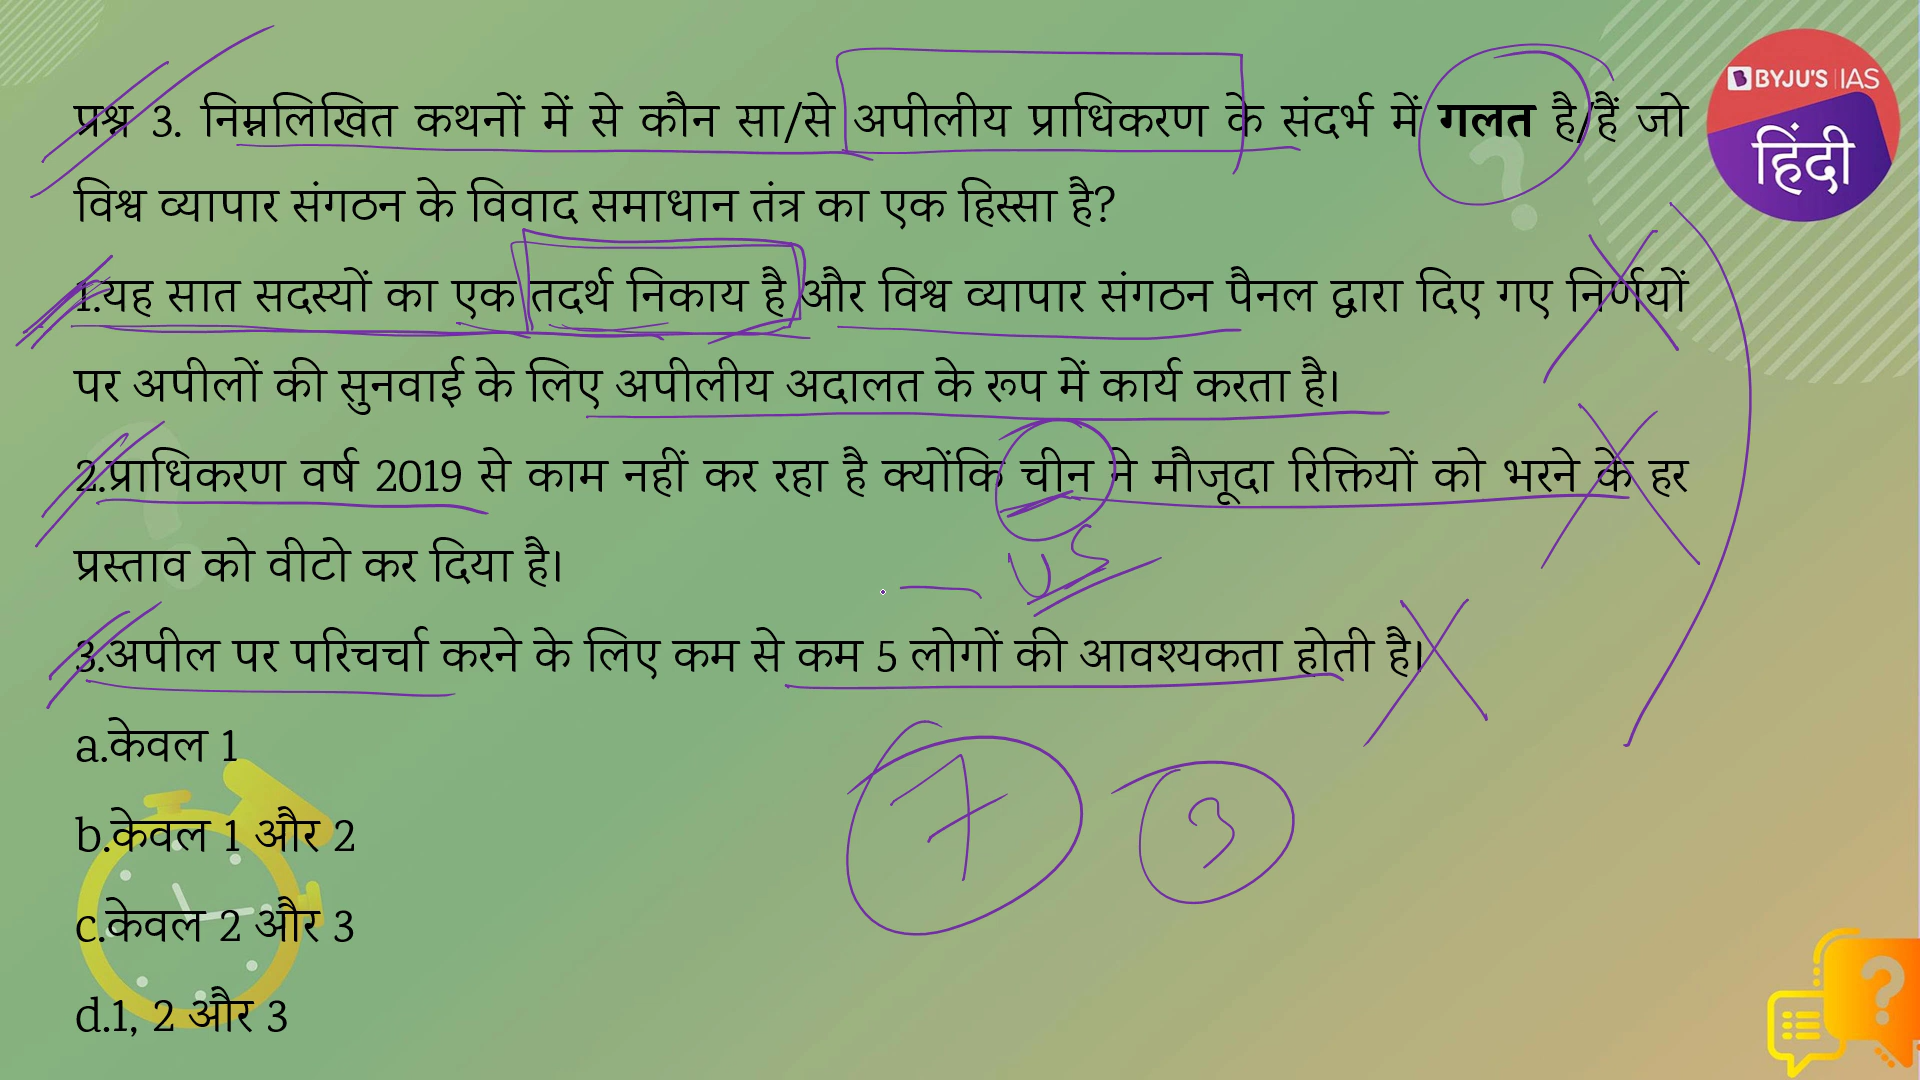 BYJU'S IAS
हिंदी
प्रश्न 3. निम्नलिखित कथनों में से कौन सा/से अपीलीय प्राधिकरण के संदर्भ में गलत है/हैं जो
विश्व व्यापार संगठन के विवाद समाधान तंत्र का एक हिस्सा है?
1.यह सात सदस्यों का एक तदर्थ निकाय है और विश्व व्यापार संगठन पैनल द्वारा दिए गए निर्णयों
पर अपीलों की सुनवाई के लिए अपीलीय अदालत के रूप में कार्य करता है।
2.प्राधिकरण वर्ष 2019 से काम नहीं कर रहा है क्योंकि चीन ने मौजूदा रिक्तियों को भरने के हर
प्रस्ताव को वीटो कर दिया है।
US
3.अपील पर परिचर्चा करने के लिए कम से कम 5 लोगों की आवश्यकता होती है।
a.केवल 1
b.केवल 1 और 2
7 3
c.केवल 2 और 3
d.1, 2 और 3